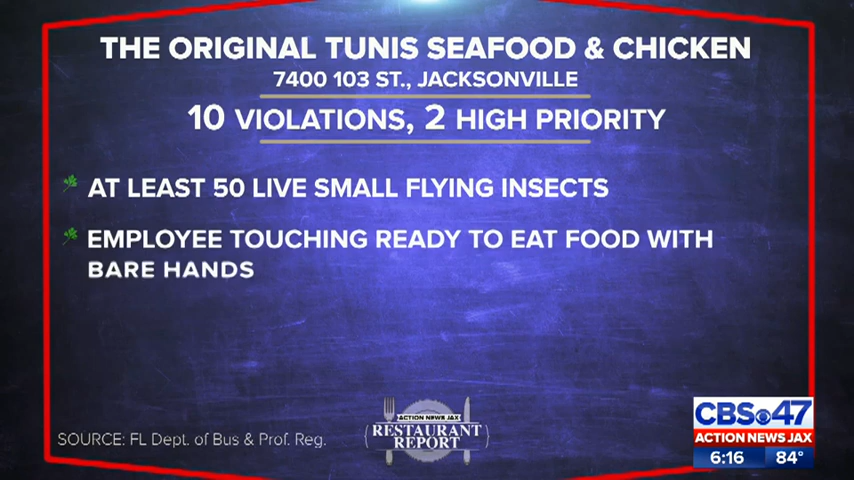 THE ORIGINAL TUNIS SEAFOOD & CHICKEN
7400 103 ST., JACKSONVILLE
10 VIOLATIONS, 2 HIGH PRIORITY
AT LEAST 50 LIVE SMALL FLYING INSECTS
EMPLOYEE TOUCHING READY TO EAT FOOD WITH
BARE HANDS
SOURCE: FL Dept. of Bus & Prof. Reg.
ACTION NEWS JAX
RESTAURANT
REPORT
CBS 47
ACTION NEWS JAX
6:16 84°